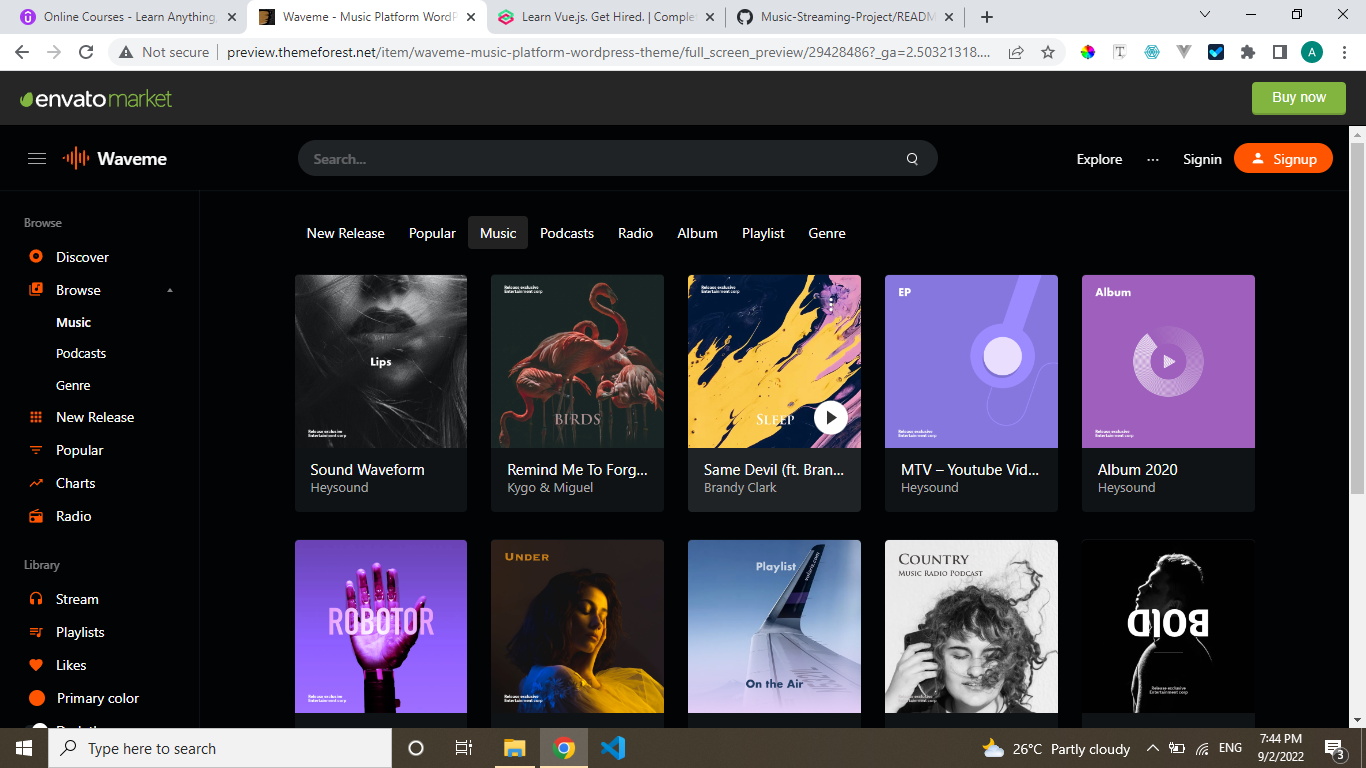 Online Courses - Learn Anything,
Waveme - Music Platform WordPr
Learn Vue.js. Get Hired. | Complet
Music-Streaming-Project/READM
Not secure
preview.themeforest.net/item/waveme-music-platform-wordpress-theme/full_screen_preview/29428486?_ga=2.50321318....
A
envatomarket
Buy now
Waveme
Search...
Explore
Signin
Signup
Browse
Discover
Browse
Music
Podcasts
Genre
New Release
Popular
Charts
Radio
Library
Stream
Playlists
Likes
Primary color
New Release Popular Music Podcasts Radio Album Playlist Genre
Lips
Release exclusive
Entertainment corp
Sound Waveform
Heysound
Release exclusive
Entertainment corp
BIRDS
Remind Me To Forg...
Kygo & Miguel
Release exclusive
Entertainment corp
SLEEP
Same Devil (ft. Bran...
Brandy Clark
EP
Release exclusive
Entertainment corp
MTV – Youtube Vid...
Heysound
Album
Release exclusive
Entertainment corp
Album 2020
Heysound
ROBOTOR
Release exclusive
Entertainment corp
UNDER
Release exclusive
Entertainment corp
Playlist
On the Air
COUNTRY
MUSIC RADIO PODCAST
Release exclusive
Entertainment corp
BOLD
Release exclusive
Entertainment corp
Type here to search
26°C Partly cloudy
ENG
7:44 PM
9/2/2022
3